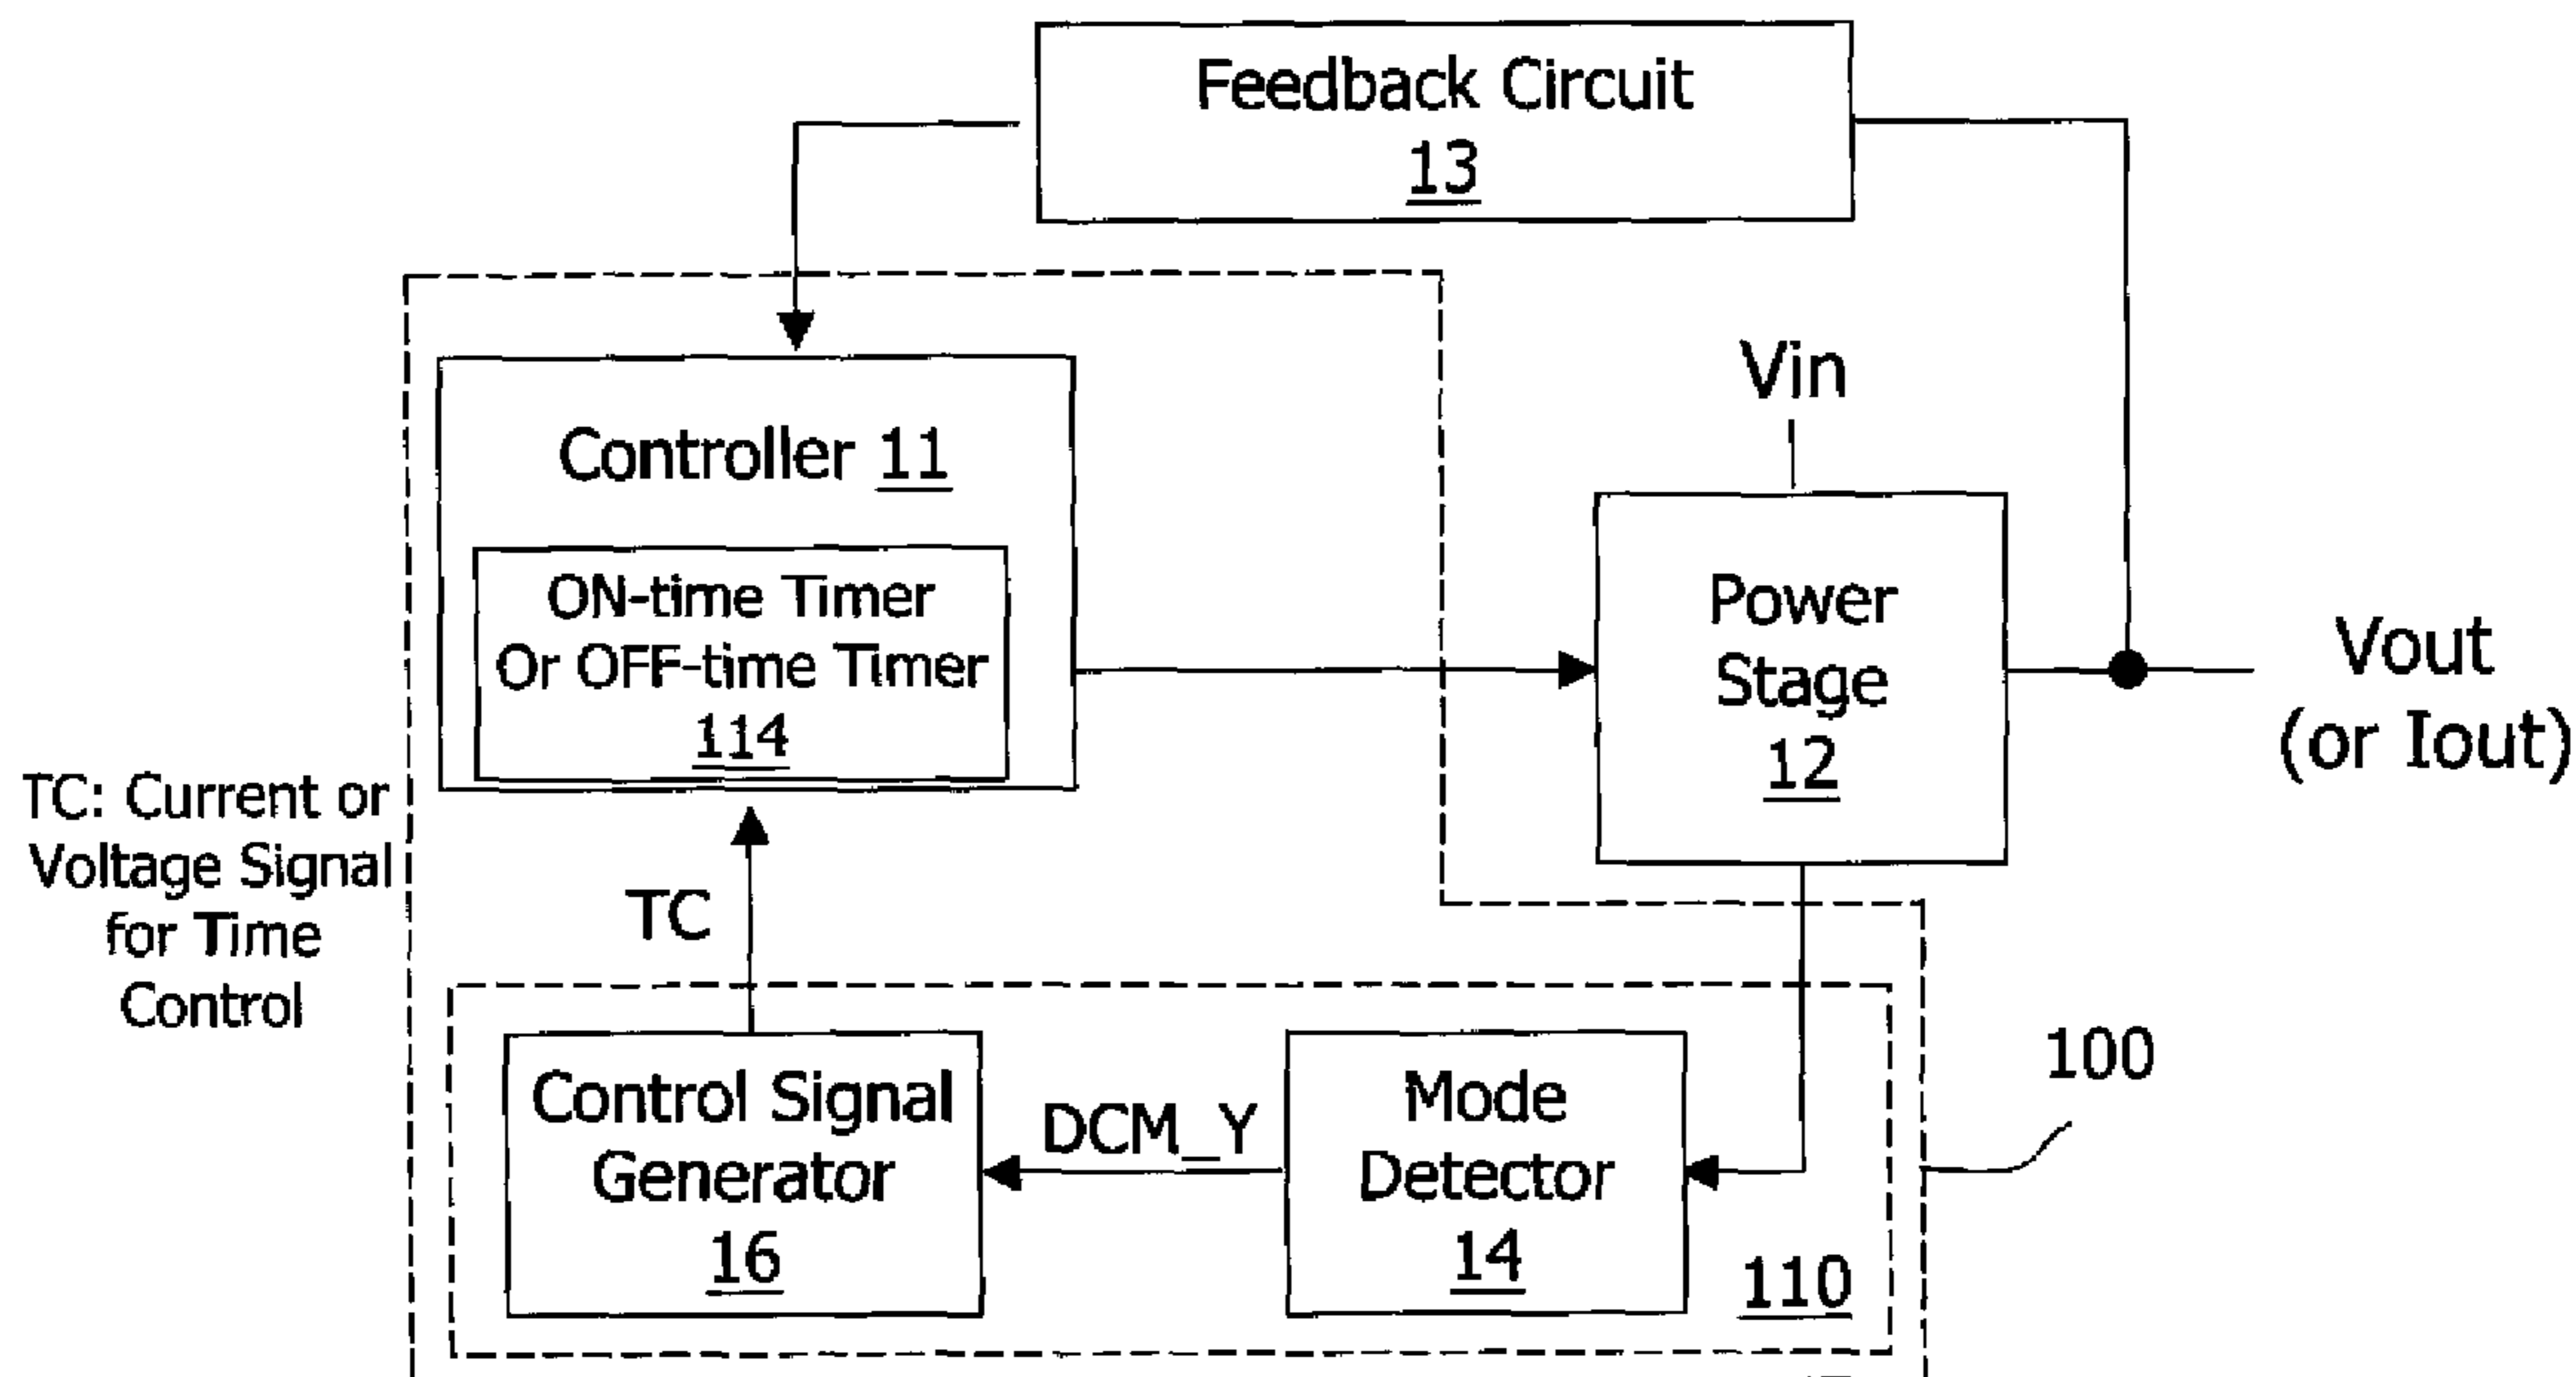 Feedback Circuit
13
Controller 11
ON-time Timer
Or OFF-time Timer
114
Vin
Power
Stage
12
Vout
(or Iout)
TC: Current or
Voltage Signal
for Time
Control
TC
Control Signal
Generator
16
DCM_Y
Mode
Detector
14
110
100